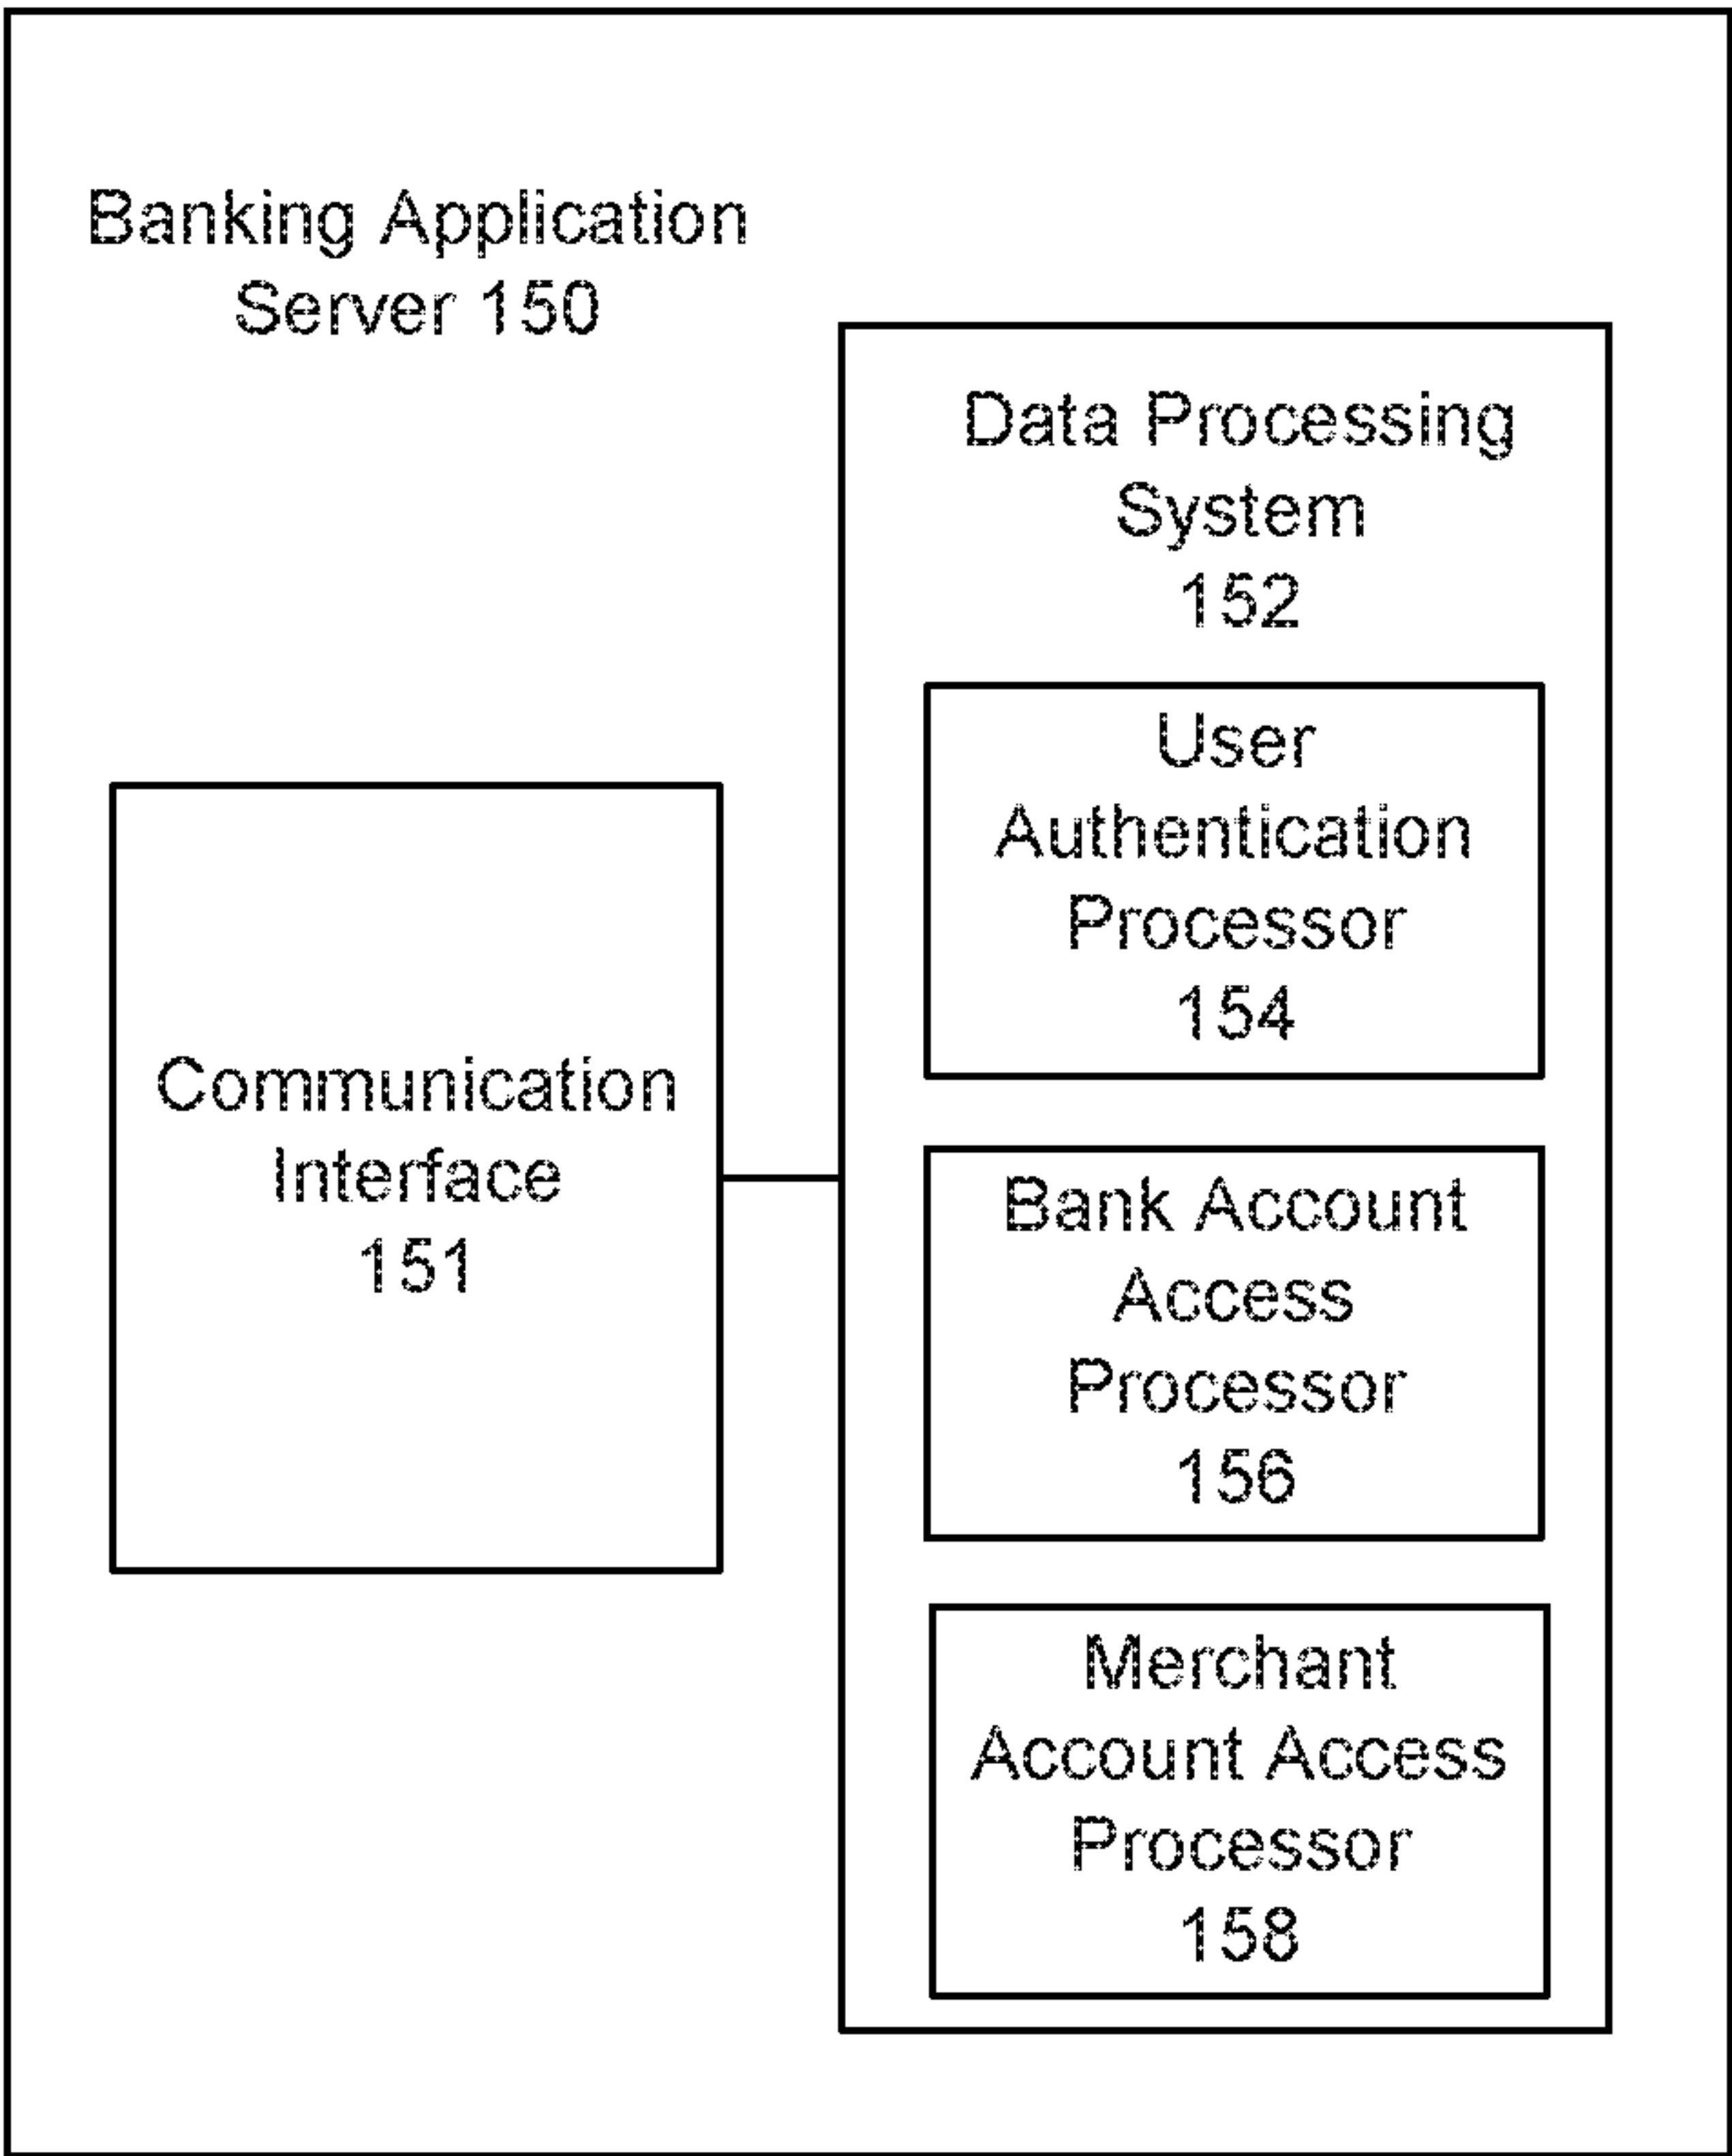 Banking Application
Server 150
Data Processing
System
152
User
Authentication
Processor
154
Communication
Interface
151
Bank Account
Access
Processor
156
Merchant
Account Access
Processor
158